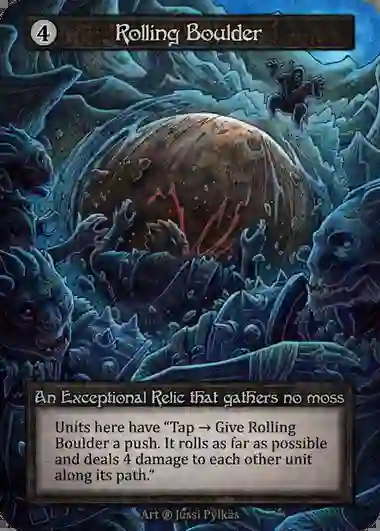 4
Rolling Boulder
An Exceptional Relic that gathers no moss
Units here have “Tap → Give Rolling
Boulder a push. It rolls as far as possible
and deals 4 damage to each other unit
along its path.”
Art @ Jussi Pylkäs